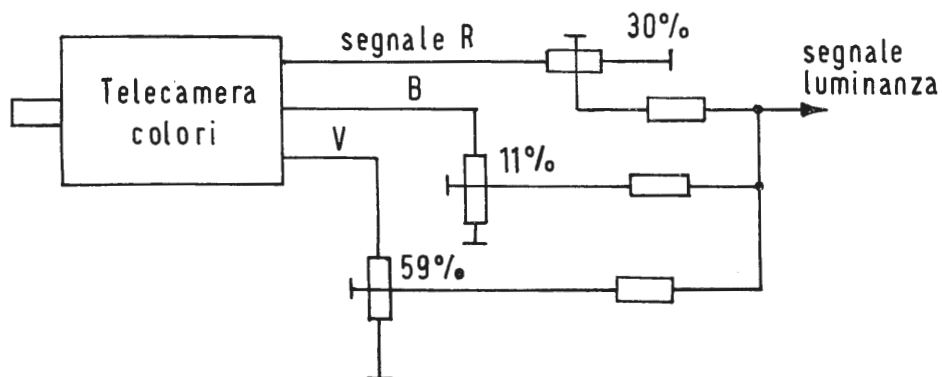 segnale R
30%
segnale
luminanza
Telecamera
colori
B
V
11%
59%